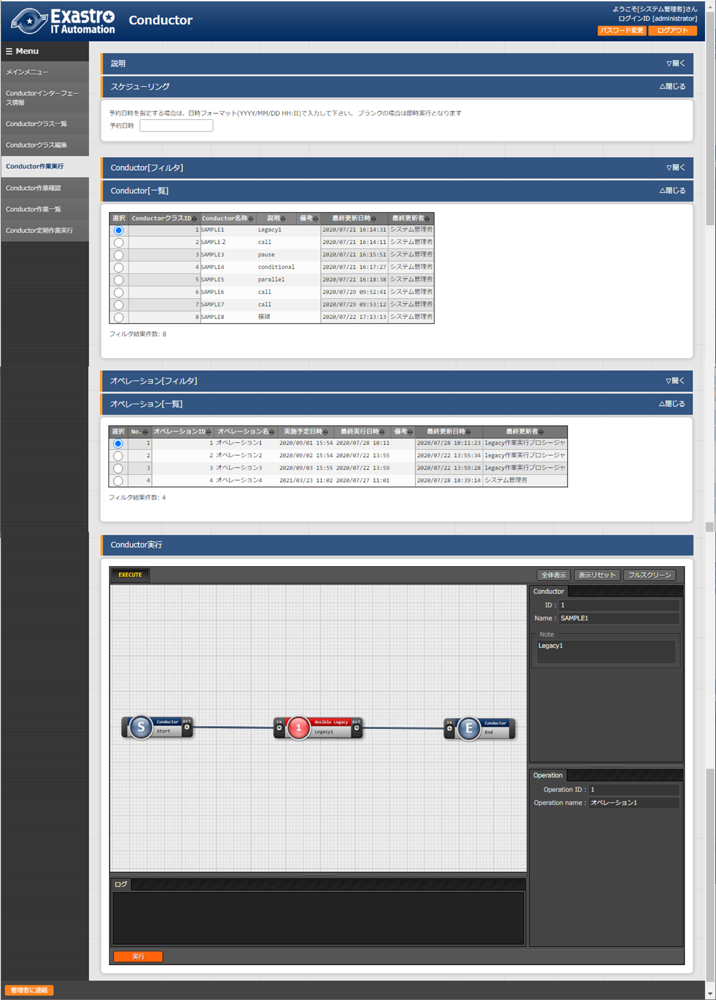 Exastro
IT Automation
Conductor
ようこそ[システム管理者]さん
ログインID [administrator]
パスワード変更 ログアウト
Menu
メインメニュー
Conductorインターフェー
ス情報
Conductorクラス一覧
Conductorクラス編集
Conductor作業実行
Conductor作業確認
Conductor作業一覧
Conductor定期作業実行
説明 ▽開く
スケジューリング △閉じる
予約日時を指定する場合は、日時フォーマット(YYYY/MM/DD HH:II)で入力して下さい。 ブランクの場合は即時実行となります
予約日時
Conductor[フィルタ] ▽開く
Conductor[一覧] △閉じる
選択 ConductorクラスID Conductor名称 説明 備考 最終更新日時 最終更新者
1 SAMPLE1 Legacy1 2020/07/21 16:14:31 システム管理者
2 SAMPLE２ call 2020/07/21 16:14:11 システム管理者
3 SAMPLE3 pause 2020/07/21 16:15:51 システム管理者
4 SAMPLE4 conditional 2020/07/21 16:17:27 システム管理者
5 SAMPLE5 parallel 2020/07/21 16:18:38 システム管理者
6 SAMPLE6 call 2020/07/29 09:52:41 システム管理者
7 SAMPLE7 call 2020/07/29 09:53:12 システム管理者
8 SAMPLE8 複雑 2020/07/22 17:13:13 システム管理者
フィルタ結果件数: 8
オペレーション[フィルタ] ▽開く
オペレーション[一覧] △閉じる
選択 No. オペレーションID オペレーション名 実施予定日時 最終実行日時 備考 最終更新日時 最終更新者
1 1 オペレーション1 2020/09/01 15:54 2020/07/28 10:11 2020/07/28 10:11:23 legacy作業実行プロシージャ
2 2 オペレーション2 2020/09/02 15:54 2020/07/22 13:55 2020/07/22 13:55:34 legacy作業実行プロシージャ
3 3 オペレーション3 2020/09/03 15:55 2020/07/22 13:59 2020/07/22 13:59:28 legacy作業実行プロシージャ
4 4 オペレーション4 2021/03/23 11:02 2020/07/27 11:01 2020/07/28 18:39:14 システム管理者
フィルタ結果件数: 4
Conductor実行
EXECUTE 全体表示 表示リセット フルスクリーン
Conductor
ID : 1
Name : SAMPLE1
Note
Legacy1
S Conductor OUT
Start
IN 1 Ansible Legacy OUT
Legacy1
IN E Conductor
End
Operation
Operation ID : 1
Operation name : オペレーション1
ログ
実行
管理者に連絡